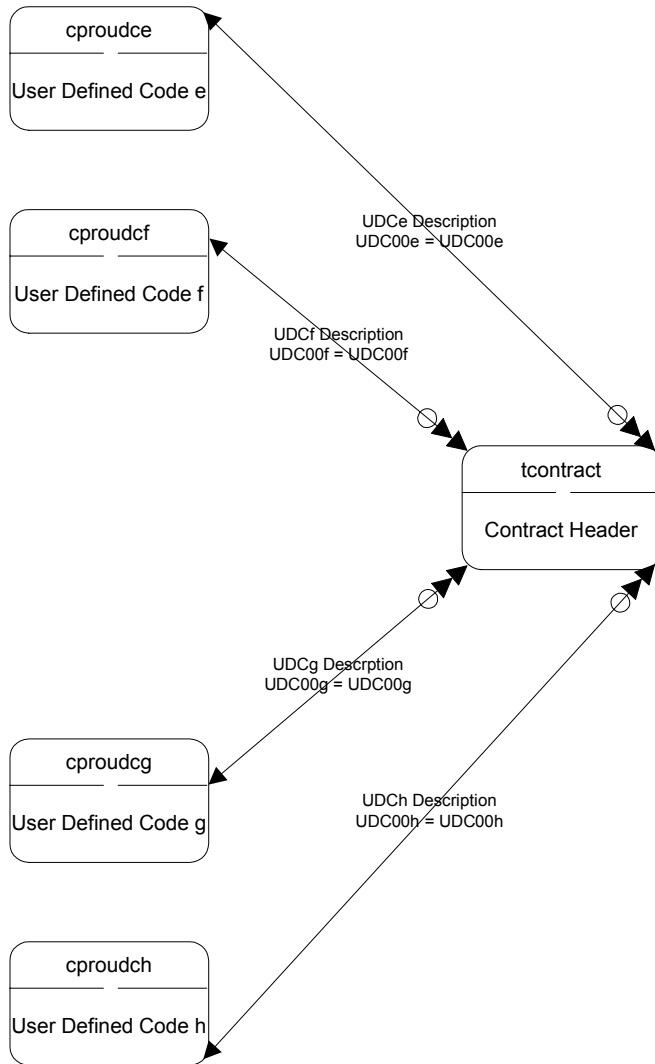 cproudce
User Defined Code e
UDCe Description
UDC00e = UDC00e
cproudcf
User Defined Code f
UDCf Description
UDC00f = UDC00f
tcontract
Contract Header
UDCg Descrption
UDC00g = UDC00g
cproudcg
User Defined Code g
UDCh Description
UDC00h = UDC00h
cproudch
User Defined Code h